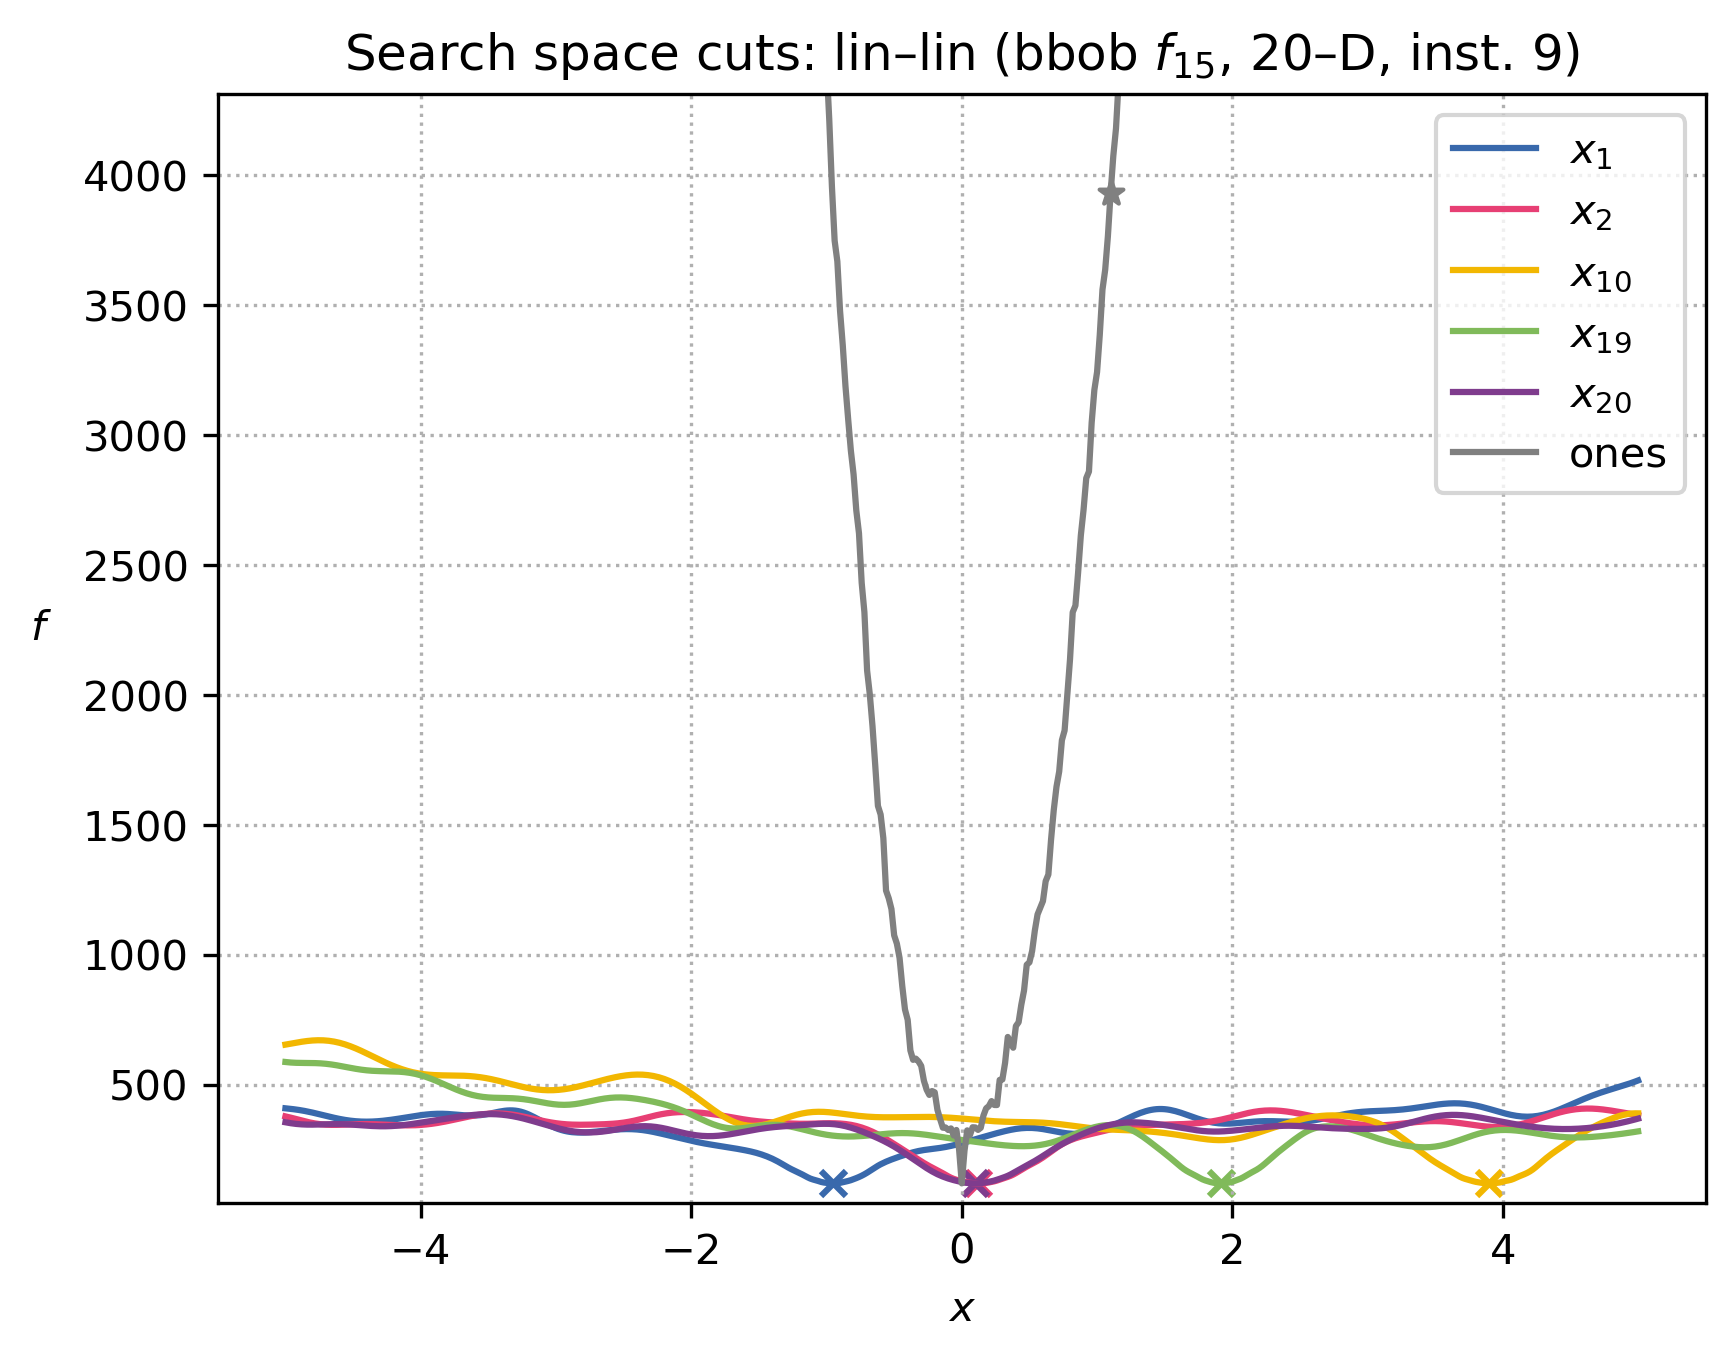 Search space cuts: lin–lin (bbob f₁₅, 20–D, inst. 9)
x₁
x₂
x₁₀
x₁₉
x₂₀
ones
4000
3500
3000
2500
2000
1500
1000
500
f
−4 −2 0 2 4
x